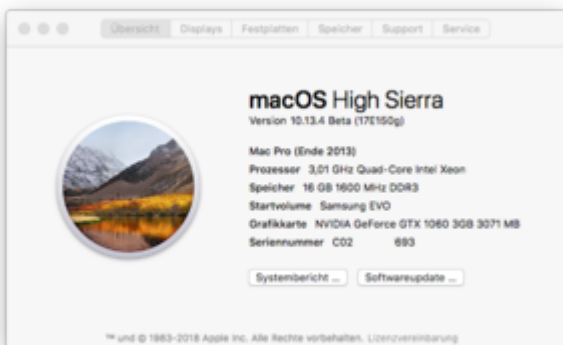 Übersicht Displays Festplatten Speicher Support Service
macOS High Sierra
Version 10.13.4 Beta (17E150g)
Mac Pro (Ende 2013)
Prozessor 3,01 GHz Quad-Core Intel Xeon
Speicher 16 GB 1600 MHz DDR3
Startvolume Samsung EVO
Grafikkarte NVIDIA GeForce GTX 1060 3GB 3071 MB
Seriennummer C02 693
Systembericht ... Softwareupdate ...
™ und © 1983-2018 Apple Inc. Alle Rechte vorbehalten. Lizenzvereinbarung